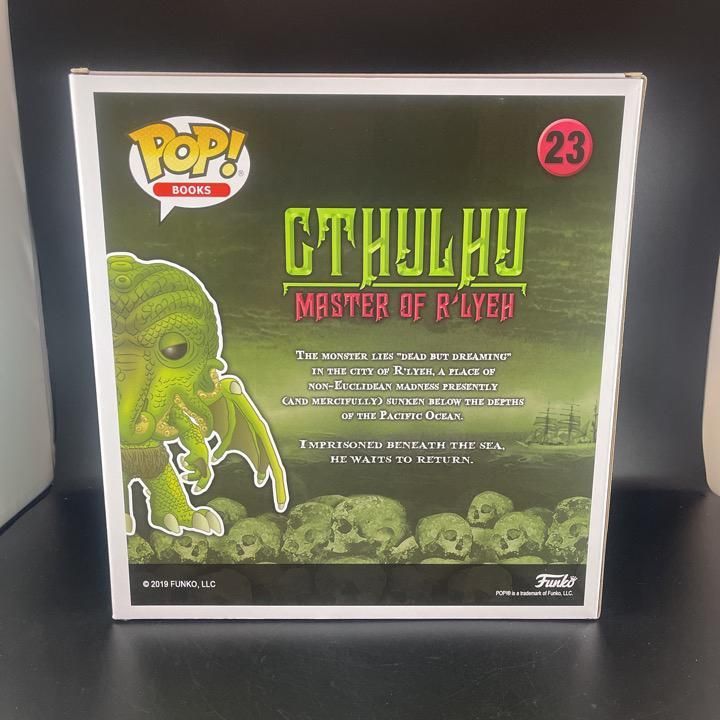 POP!
BOOKS
23
CTHULHU
MASTER OF R'LYEH
THE MONSTER LIES "DEAD BUT DREAMING"
IN THE CITY OF R'LYEH, A PLACE OF
NON-EUCLIDEAN MADNESS PRESENTLY
(AND MERCIFULLY) SUNKEN BELOW THE DEPTHS
OF THE PACIFIC OCEAN.
IMPRISONED BENEATH THE SEA,
HE WAITS TO RETURN.
© 2019 FUNKO, LLC
Funko
POP!® is a trademark of Funko, LLC.